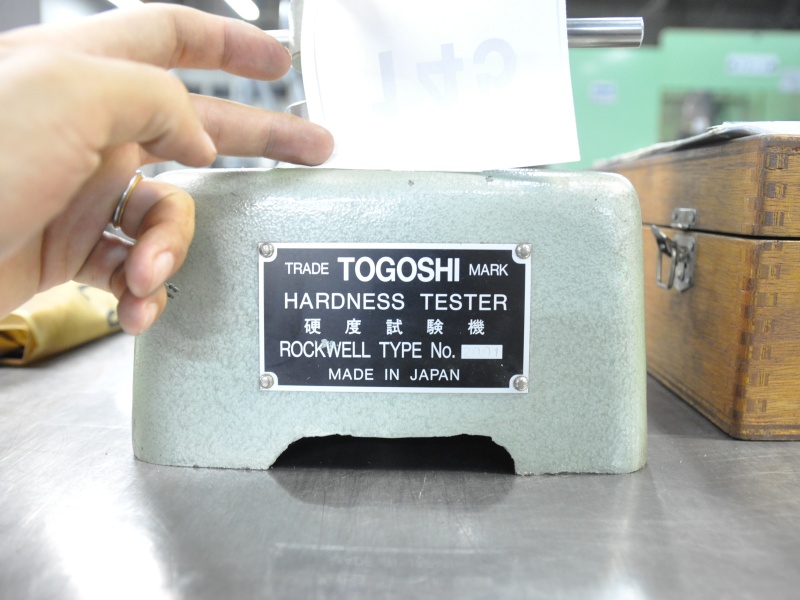 TRADE TOGOSHI MARK
HARDNESS TESTER
硬度試験機
ROCKWELL TYPE No.
MADE IN JAPAN